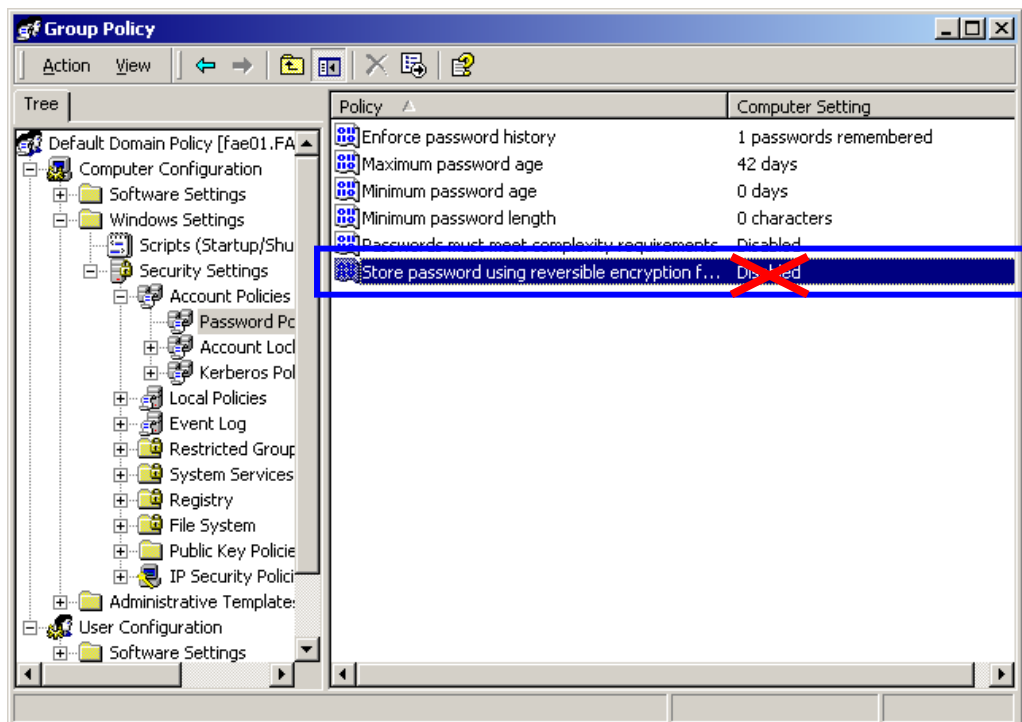 Group Policy
Action View
Tree
Policy Computer Setting
Default Domain Policy [fae01.FA
Computer Configuration
Software Settings
Windows Settings
Scripts (Startup/Shu
Security Settings
Account Policies
Password Po
Account Locl
Kerberos Pol
Local Policies
Event Log
Restricted Group
System Services
Registry
File System
Public Key Policie
IP Security Polici
Administrative Templates
User Configuration
Software Settings
Enforce password history 1 passwords remembered
Maximum password age 42 days
Minimum password age 0 days
Minimum password length 0 characters
Passwords must meet complexity requirements Disabled
Store password using reversible encryption f... Disabled